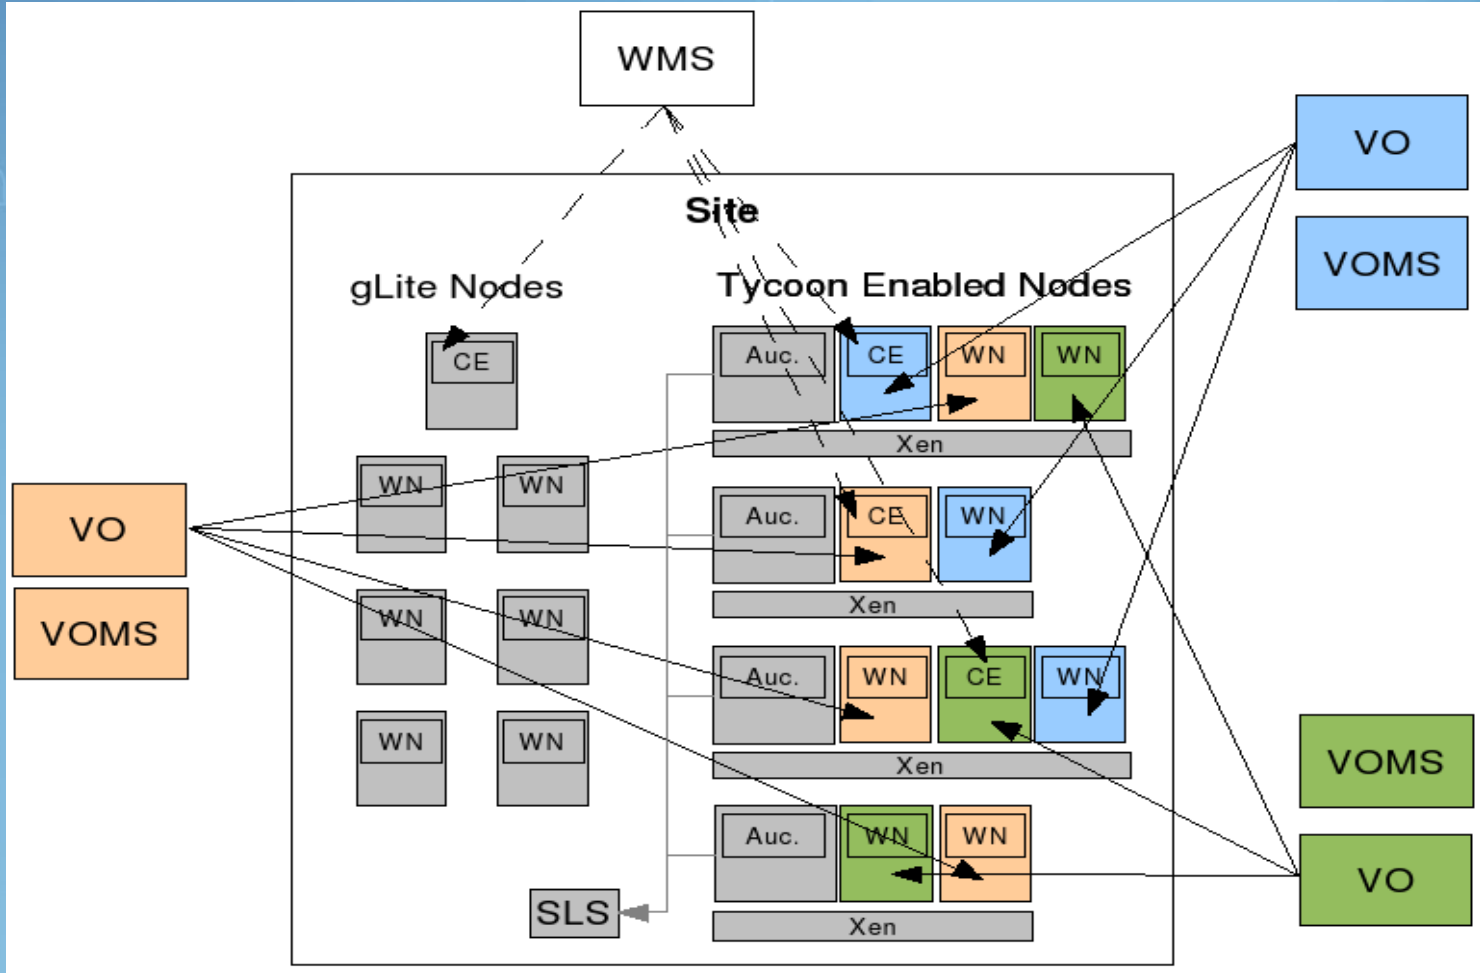 WMS
VO
VOMS
Site
gLite Nodes
Tycoon Enabled Nodes
CE
Auc. CE WN WN
Xen
WN WN
VO
VOMS
Auc. CE WN
Xen
WN WN
Auc. WN CE WN
Xen
WN WN
VOMS
VO
Auc. WN WN
Xen
SLS